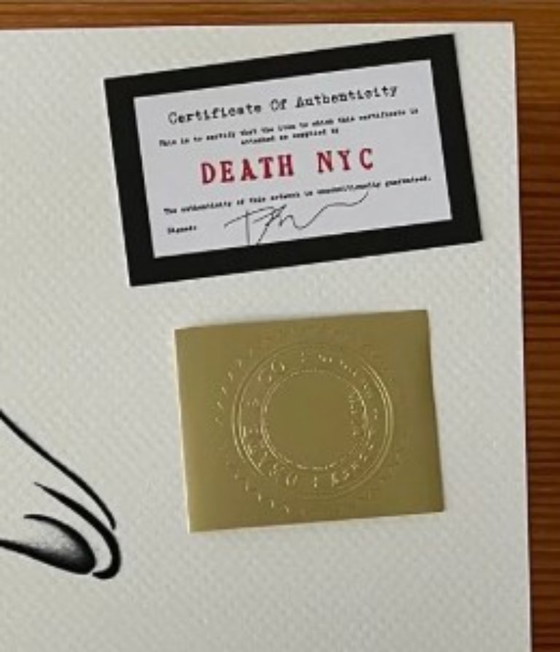 Certificate Of Authenticity
This is to certify that the item to which this certificate is
attached as supplied by
DEATH NYC
The authenticity of this artwork is unconditionally guaranteed.
Signed: